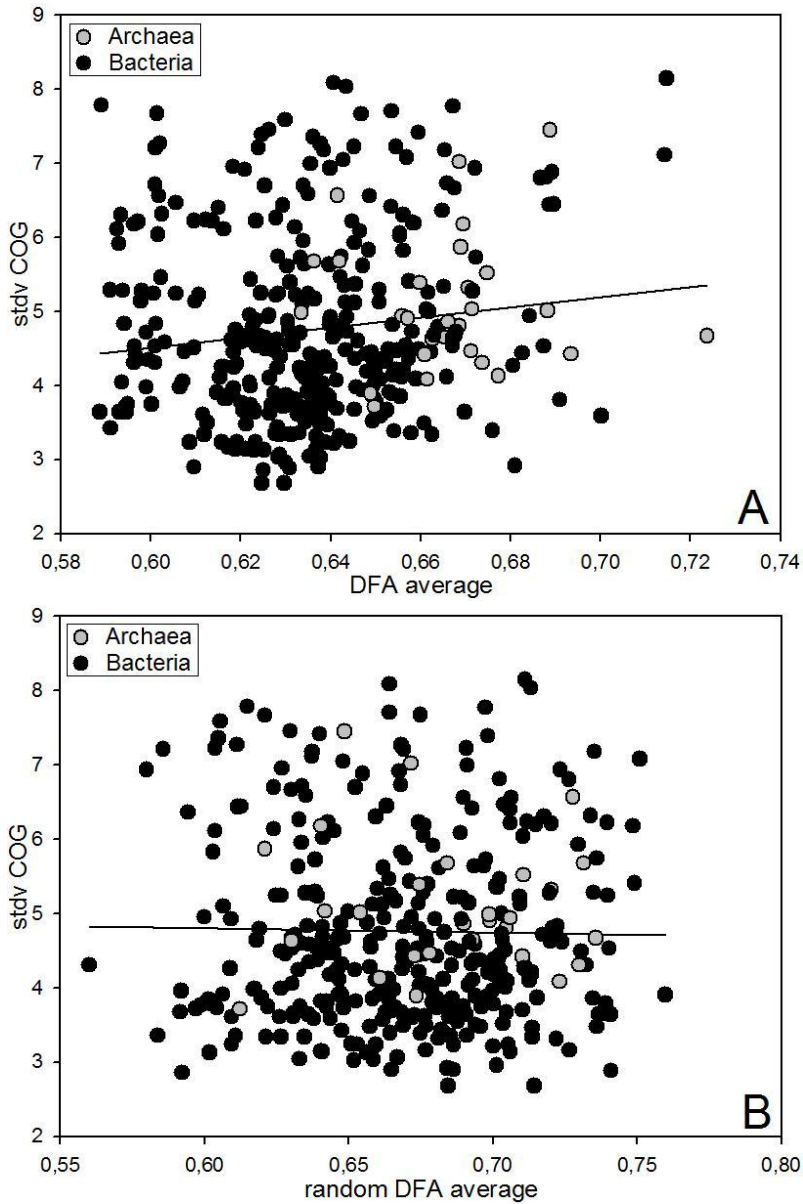 9
8
7
6
5
4
3
2
stdv COG
Archaea
Bacteria
A
0,58 0,60 0,62 0,64 0,66 0,68 0,70 0,72 0,74
DFA average
9
8
7
6
5
4
3
2
stdv COG
Archaea
Bacteria
B
0,55 0,60 0,65 0,70 0,75 0,80
random DFA average